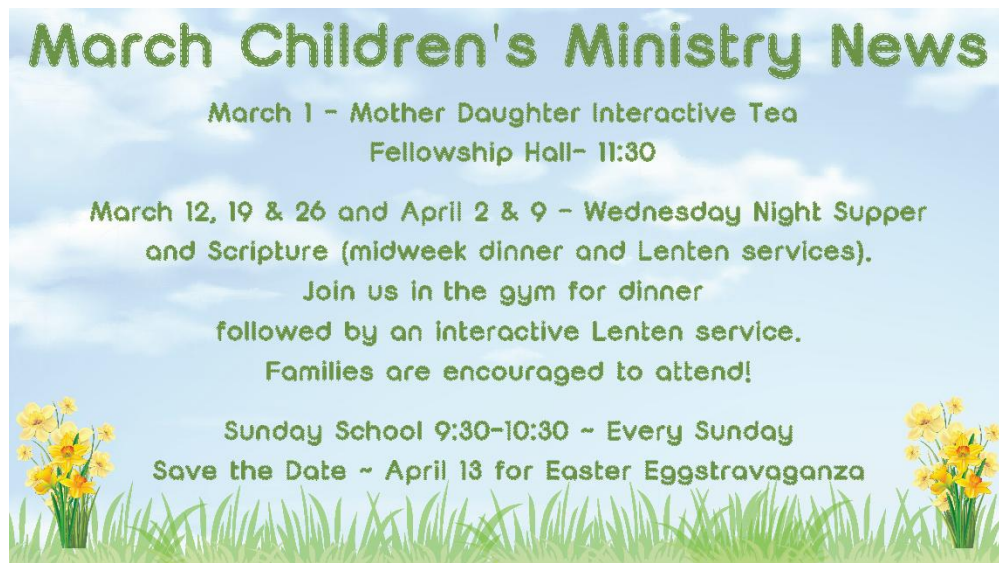 March Children's Ministry News
March 1 - Mother Daughter Interactive Tea
Fellowship Hall- 11:30
March 12, 19 & 26 and April 2 & 9 - Wednesday Night Supper
and Scripture (midweek dinner and Lenten services).
Join us in the gym for dinner
followed by an interactive Lenten service.
Families are encouraged to attend!
Sunday School 9:30-10:30 ~ Every Sunday
Save the Date ~ April 13 for Easter Eggstravaganza